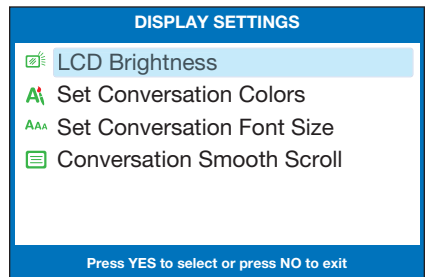 DISPLAY SETTINGS
LCD Brightness
A Set Conversation Colors
AAA Set Conversation Font Size
Conversation Smooth Scroll
Press YES to select or press NO to exit